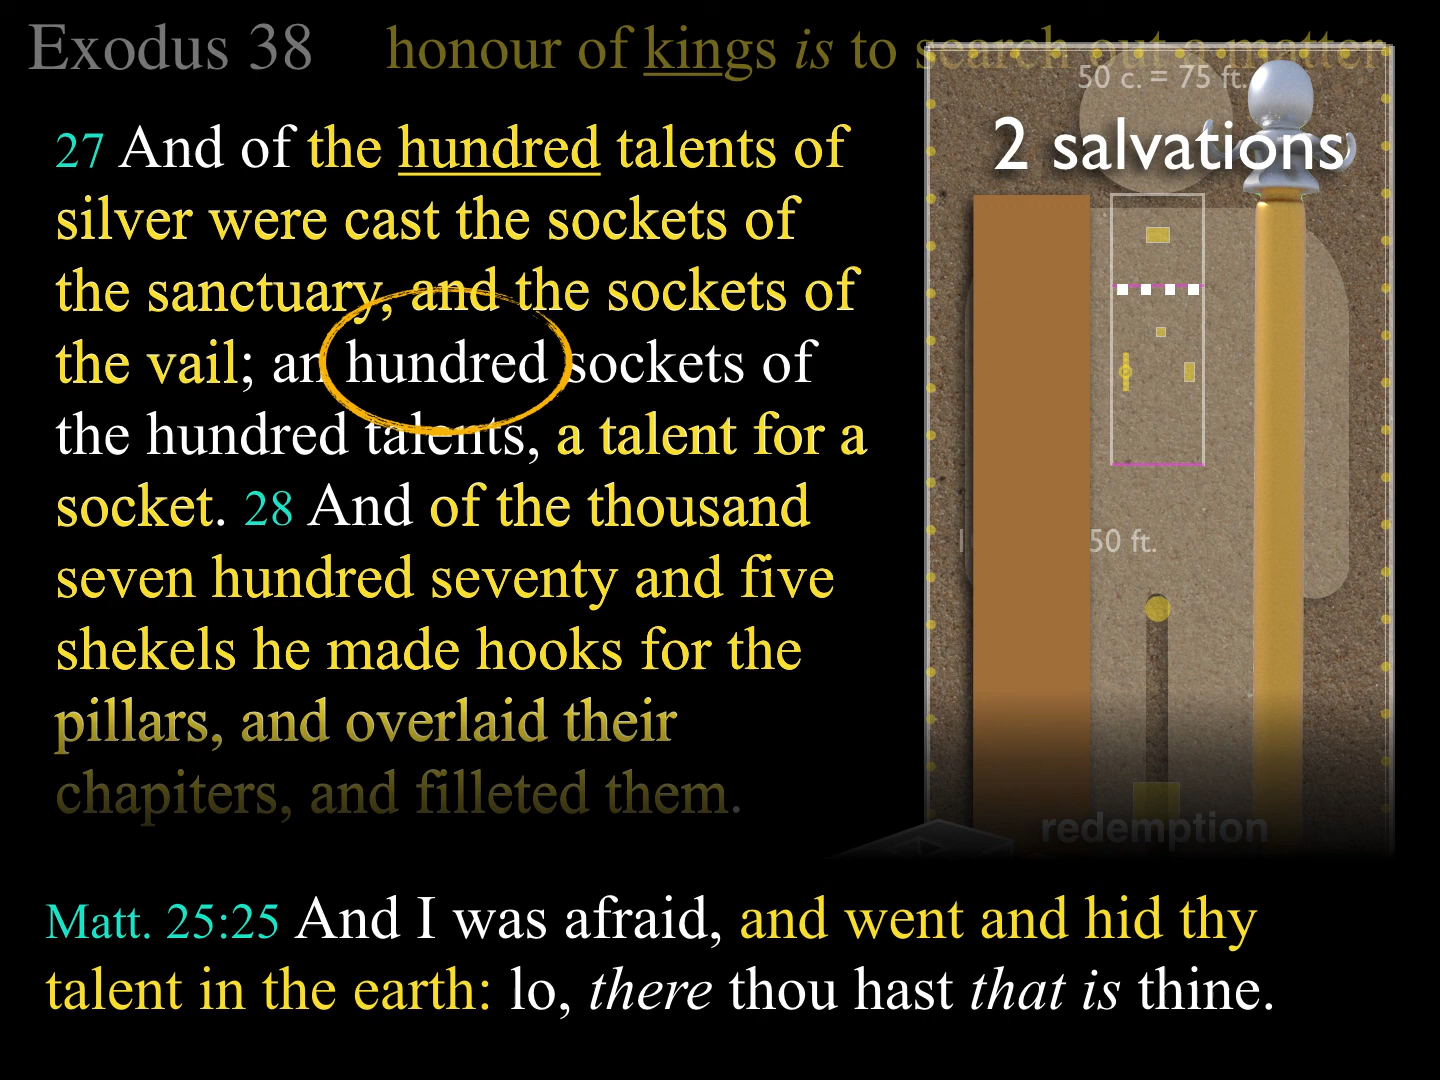 Exodus 38
honour of kings is to search out a matter
50 c. = 75 ft.
2 salvations
27 And of the hundred talents of
silver were cast the sockets of
the sanctuary, and the sockets of
the vail; an hundred sockets of
the hundred talents, a talent for a
socket. 28 And of the thousand
seven hundred seventy and five
shekels he made hooks for the
pillars, and overlaid their
chapiters, and filleted them.
50 ft.
redemption
Matt. 25:25 And I was afraid, and went and hid thy
talent in the earth: lo, there thou hast that is thine.